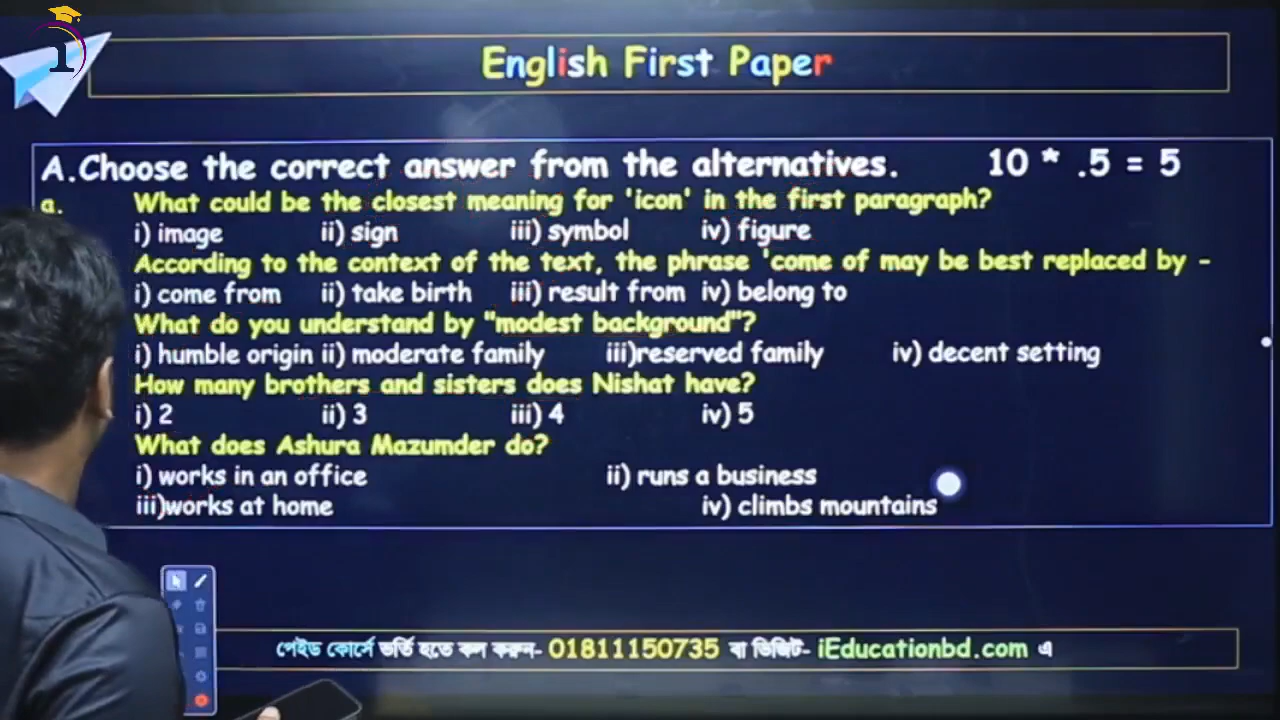 1
English First Paper
A.Choose the correct answer from the alternatives. 10 * .5 = 5
a. What could be the closest meaning for 'icon' in the first paragraph?
i) image ii) sign iii) symbol iv) figure
According to the context of the text, the phrase 'come of may be best replaced by -
i) come from ii) take birth iii) result from iv) belong to
What do you understand by "modest background"?
i) humble origin ii) moderate family iii)reserved family iv) decent setting
How many brothers and sisters does Nishat have?
i) 2 ii) 3 iii) 4 iv) 5
What does Ashura Mazumder do?
i) works in an office ii) runs a business
iii)works at home iv) climbs mountains
পেইড কোর্সে ভর্তি হতে কল করুন- 01811150735 বা ভিজিট- iEducationbd.com এ